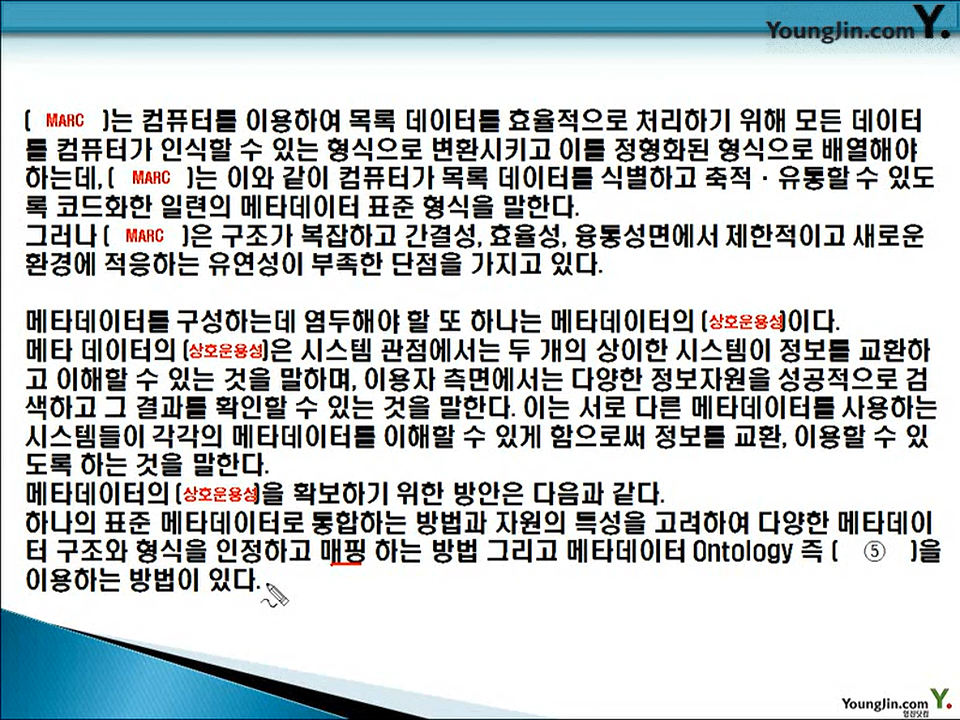 YoungJin.com Y.
( MARC )는 컴퓨터를 이용하여 목록 데이터를 효율적으로 처리하기 위해 모든 데이터
를 컴퓨터가 인식할 수 있는 형식으로 변환시키고 이를 정형화된 형식으로 배열해야
하는데, ( MARC )는 이와 같이 컴퓨터가 목록 데이터를 식별하고 축적·유통할 수 있도
록 코드화한 일련의 메타데이터 표준 형식을 말한다.
그러나 ( MARC )은 구조가 복잡하고 간결성, 효율성, 융통성면에서 제한적이고 새로운
환경에 적응하는 유연성이 부족한 단점을 가지고 있다.
메타데이터를 구성하는데 염두해야 할 또 하나는 메타데이터의 (상호운용성)이다.
메타 데이터의 (상호운용성)은 시스템 관점에서는 두 개의 상이한 시스템이 정보를 교환하
고 이해할 수 있는 것을 말하며, 이용자 측면에서는 다양한 정보자원을 성공적으로 검
색하고 그 결과를 확인할 수 있는 것을 말한다. 이는 서로 다른 메타데이터를 사용하는
시스템들이 각각의 메타데이터를 이해할 수 있게 함으로써 정보를 교환, 이용할 수 있
도록 하는 것을 말한다.
메타데이터의 (상호운용성)을 확보하기 위한 방안은 다음과 같다.
하나의 표준 메타데이터로 통합하는 방법과 자원의 특성을 고려하여 다양한 메타데이
터 구조와 형식을 인정하고 매핑 하는 방법 그리고 메타데이터 Ontology 즉 ( ⑤ )을
이용하는 방법이 있다.
YoungJin.com Y.
영진닷컴